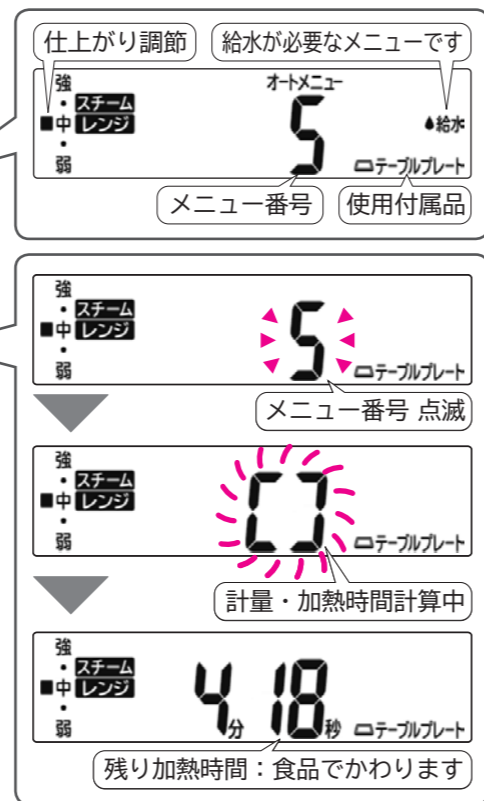 仕上がり調節 給水が必要なメニューです
強 オートメニュー
・ スチーム
■中 レンジ 5 給水
・
弱 テーブルプレート
メニュー番号 使用付属品
強
・ スチーム
■中 レンジ 5
・
弱 テーブルプレート
メニュー番号 点滅
強
・ スチーム
■中 レンジ
・
弱 テーブルプレート
計量・加熱時間計算中
強
・ スチーム
■中 レンジ 4分 18秒
・
弱 テーブルプレート
残り加熱時間：食品でかわります